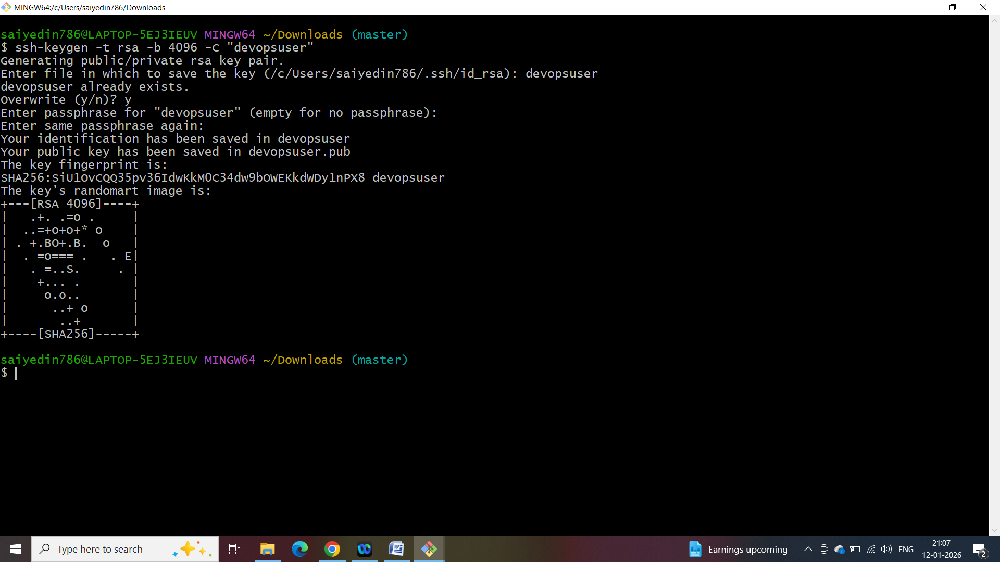 MINGW64:/c/Users/saiyedin786/Downloads
saiyedin786@LAPTOP-5EJ3IEUV MINGW64 ~/Downloads (master)
$ ssh-keygen -t rsa -b 4096 -C "devopsuser"
Generating public/private rsa key pair.
Enter file in which to save the key (/c/Users/saiyedin786/.ssh/id_rsa): devopsuser
devopsuser already exists.
Overwrite (y/n)? y
Enter passphrase for "devopsuser" (empty for no passphrase):
Enter same passphrase again:
Your identification has been saved in devopsuser
Your public key has been saved in devopsuser.pub
The key fingerprint is:
SHA256:SiU1OvCQQ35pv36IdwKkM0C34dw9bOWEKkdWDy1nPX8 devopsuser
The key's randomart image is:
+---[RSA 4096]----+
|   .+. .=o .     |
|  ..=+o+o+* o    |
| . +.BO+.B.  o   |
|  . =o=== .   . E|
|   . =..S.     . |
|    +... .       |
|     o.o..       |
|      ..+ o      |
|       ..+       |
+----[SHA256]-----+
saiyedin786@LAPTOP-5EJ3IEUV MINGW64 ~/Downloads (master)
$
Type here to search
Earnings upcoming
ENG
21:07
12-01-2026
2